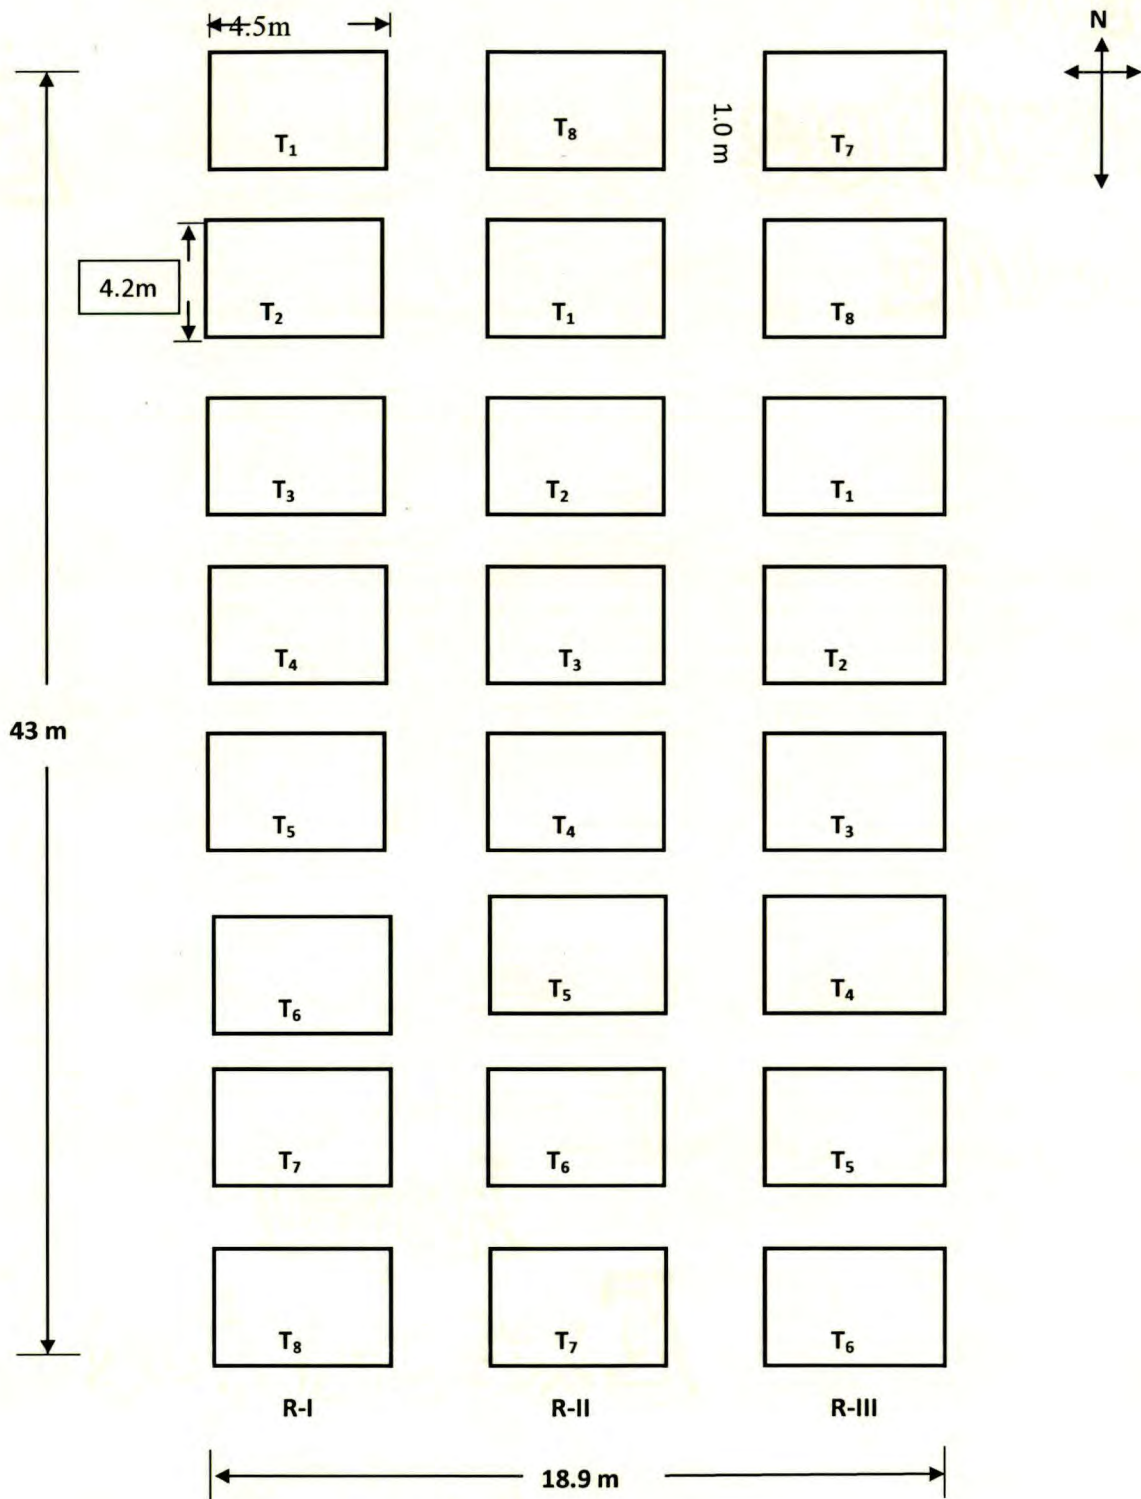 4.5m
N
T₁ T₈ 1.0 m T₇
4.2m
T₂ T₁ T₈
T₃ T₂ T₁
T₄ T₃ T₂
43 m
T₅ T₄ T₃
T₆ T₅ T₄
T₇ T₆ T₅
T₈ T₇ T₆
R-I R-II R-III
18.9 m